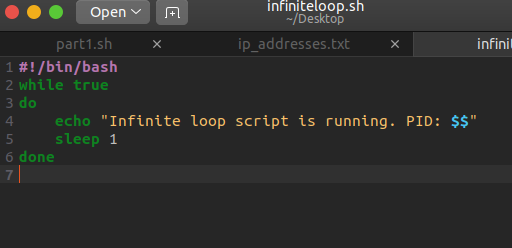 Open
infiniteloop.sh
~/Desktop
part1.sh
ip_addresses.txt
infini
1 #!/bin/bash
2 while true
3 do
4     echo "Infinite loop script is running. PID: $$"
5     sleep 1
6 done
7